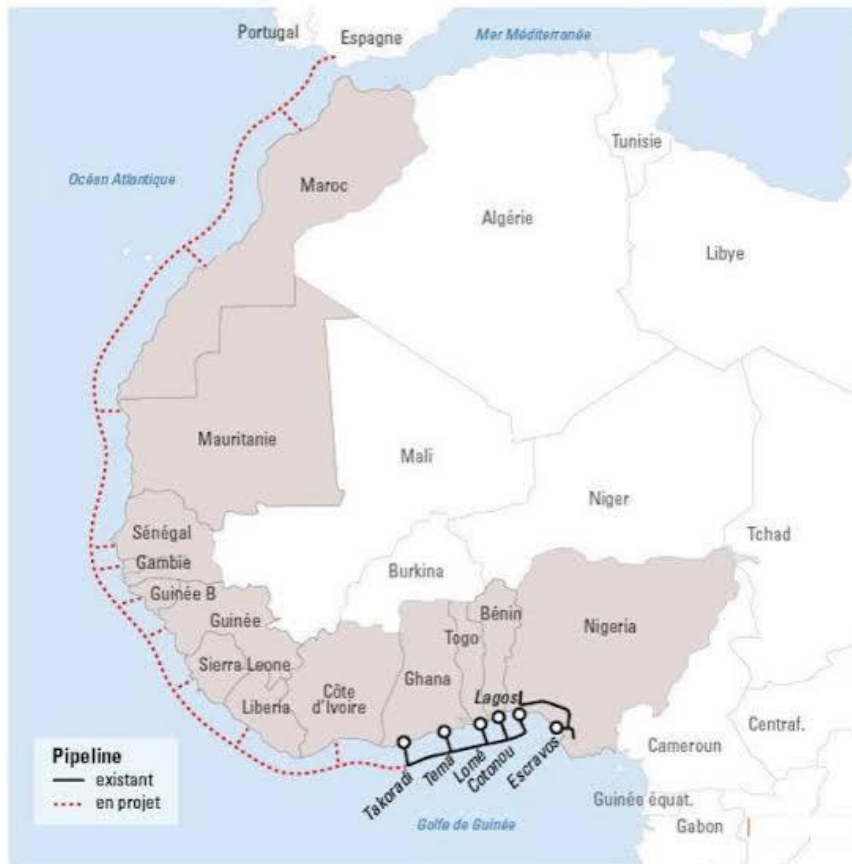 Portugal
Espagne
Mer Méditerranée
Tunisie
Océan Atlantique
Maroc
Algérie
Libye
Mauritanie
Mali
Niger
Tchad
Sénégal
Gambie
Burkina
Guinée B
Guinée
Bénin
Nigeria
Togo
Sierra Leone
Ghana
Côte
d'Ivoire
Liberia
Lagos
Centraf.
Cameroun
Pipeline
existant
en projet
Takoradi
Tema
Lomé
Cotonou
Escravos
Guinée équat.
Golfe de Guinée
Gabon